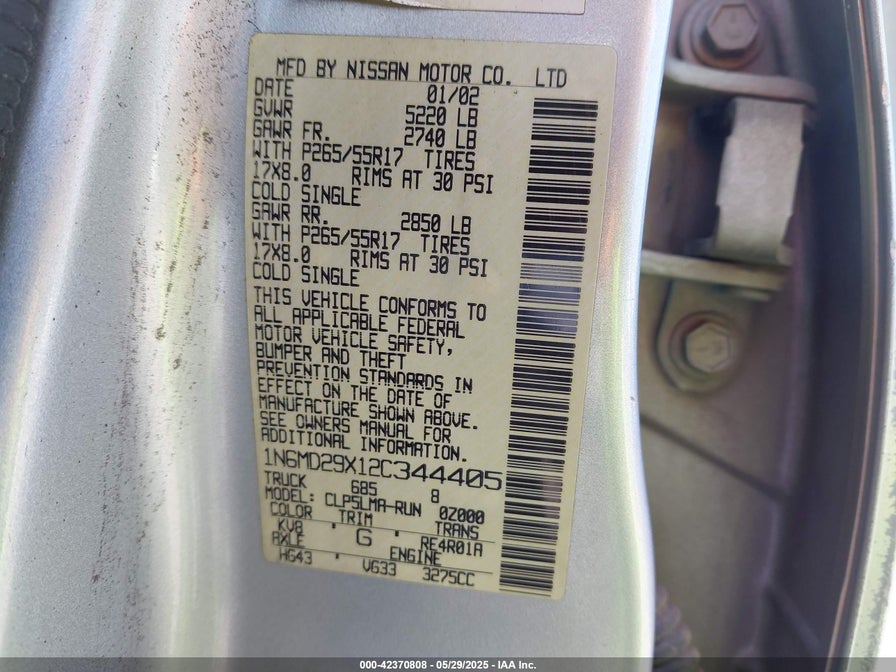 MFD BY NISSAN MOTOR CO. LTD
DATE 01/02
GVWR 5220 LB
GAWR FR. 2740 LB
WITH P265/55R17 TIRES
17X8.0 RIMS AT 30 PSI
COLD SINGLE
GAWR RR. 2850 LB
WITH P265/55R17 TIRES
17X8.0 RIMS AT 30 PSI
COLD SINGLE
THIS VEHICLE CONFORMS TO
ALL APPLICABLE FEDERAL
MOTOR VEHICLE SAFETY,
BUMPER AND THEFT
PREVENTION STANDARDS IN
EFFECT ON THE DATE OF
MANUFACTURE SHOWN ABOVE.
SEE OWNERS MANUAL FOR
ADDITIONAL INFORMATION.
1N6MD29X12C344405
TRUCK 685 8
MODEL: CLP5LMA-RUN 0Z000
COLOR TRIM TRANS
KV8 G RE4R01A
AXLE ENGINE
HG43 VG33 3275CC
000-42370808 - 05/29/2025 - IAA Inc.